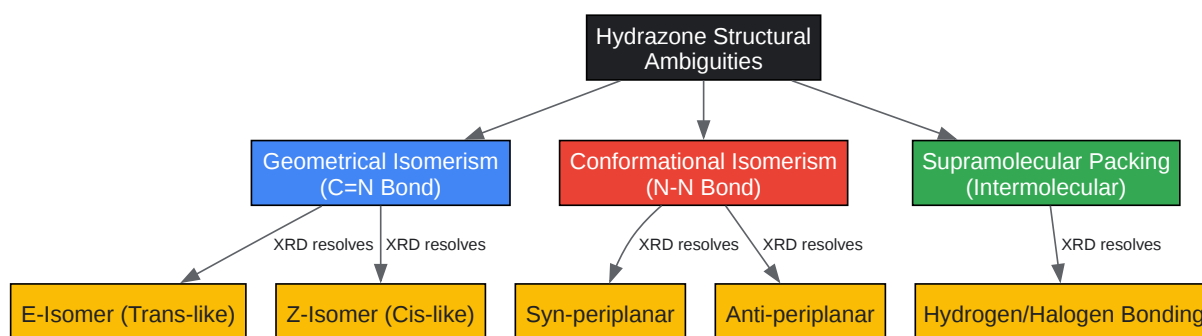 Hydrazone Structural
Ambiguities
Geometrical Isomerism
(C=N Bond)
Conformational Isomerism
(N-N Bond)
Supramolecular Packing
(Intermolecular)
XRD resolves
XRD resolves
XRD resolves
XRD resolves
XRD resolves
E-Isomer (Trans-like)
Z-Isomer (Cis-like)
Syn-periplanar
Anti-periplanar
Hydrogen/Halogen Bonding